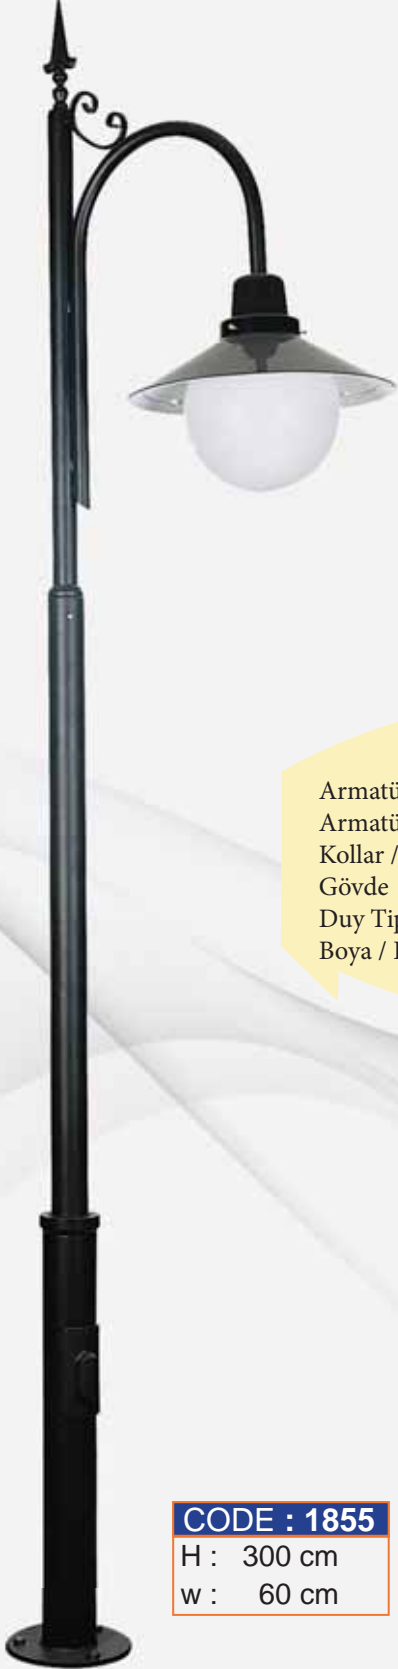 Armatü
Armatü
Kollar /
Gövde
Duy Tip
Boya /
CODE : 1855
H : 300 cm
w : 60 cm